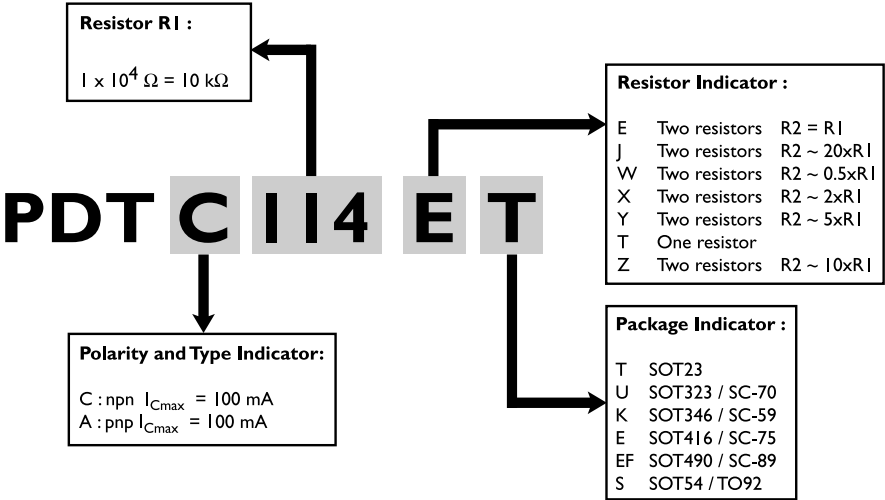 Resistor R1 :
1 x 10⁴ Ω = 10 kΩ
Resistor Indicator :
E Two resistors R2 = R1
J Two resistors R2 ~ 20xR1
W Two resistors R2 ~ 0.5xR1
X Two resistors R2 ~ 2xR1
Y Two resistors R2 ~ 5xR1
T One resistor
Z Two resistors R2 ~ 10xR1
PDT C 114 E T
Polarity and Type Indicator:
C : npn I_Cmax = 100 mA
A : pnp I_Cmax = 100 mA
Package Indicator :
T SOT23
U SOT323 / SC-70
K SOT346 / SC-59
E SOT416 / SC-75
EF SOT490 / SC-89
S SOT54 / TO92